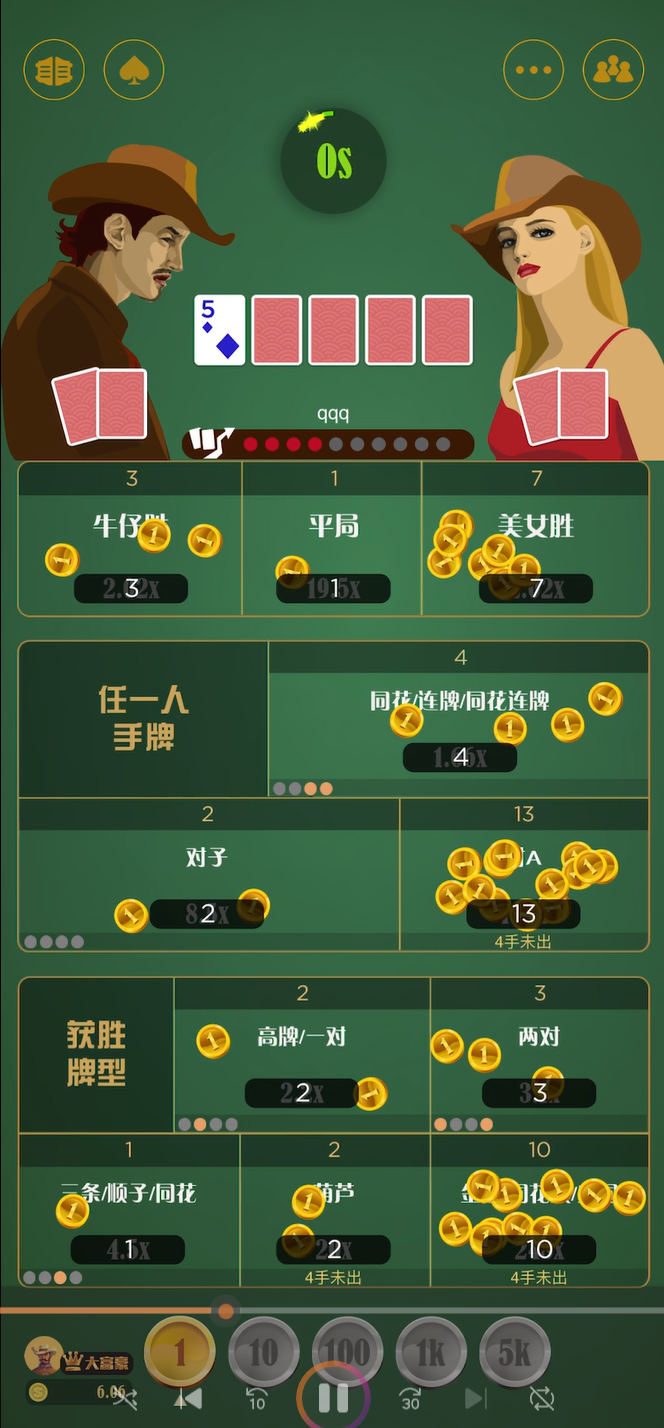 0s
5
qqq
3
1
7
牛仔胜
平局
美女胜
3
1
7
任一人
手牌
4
同花/连牌/同花连牌
4
2
13
对子
对A
2
13
4手未出
获胜
牌型
2
3
高牌/一对
两对
2
3
1
2
10
三条/顺子/同花
葫芦
1
2
10
4手未出
4手未出
大富豪
6.06
1
10
100
1k
5k
10
30